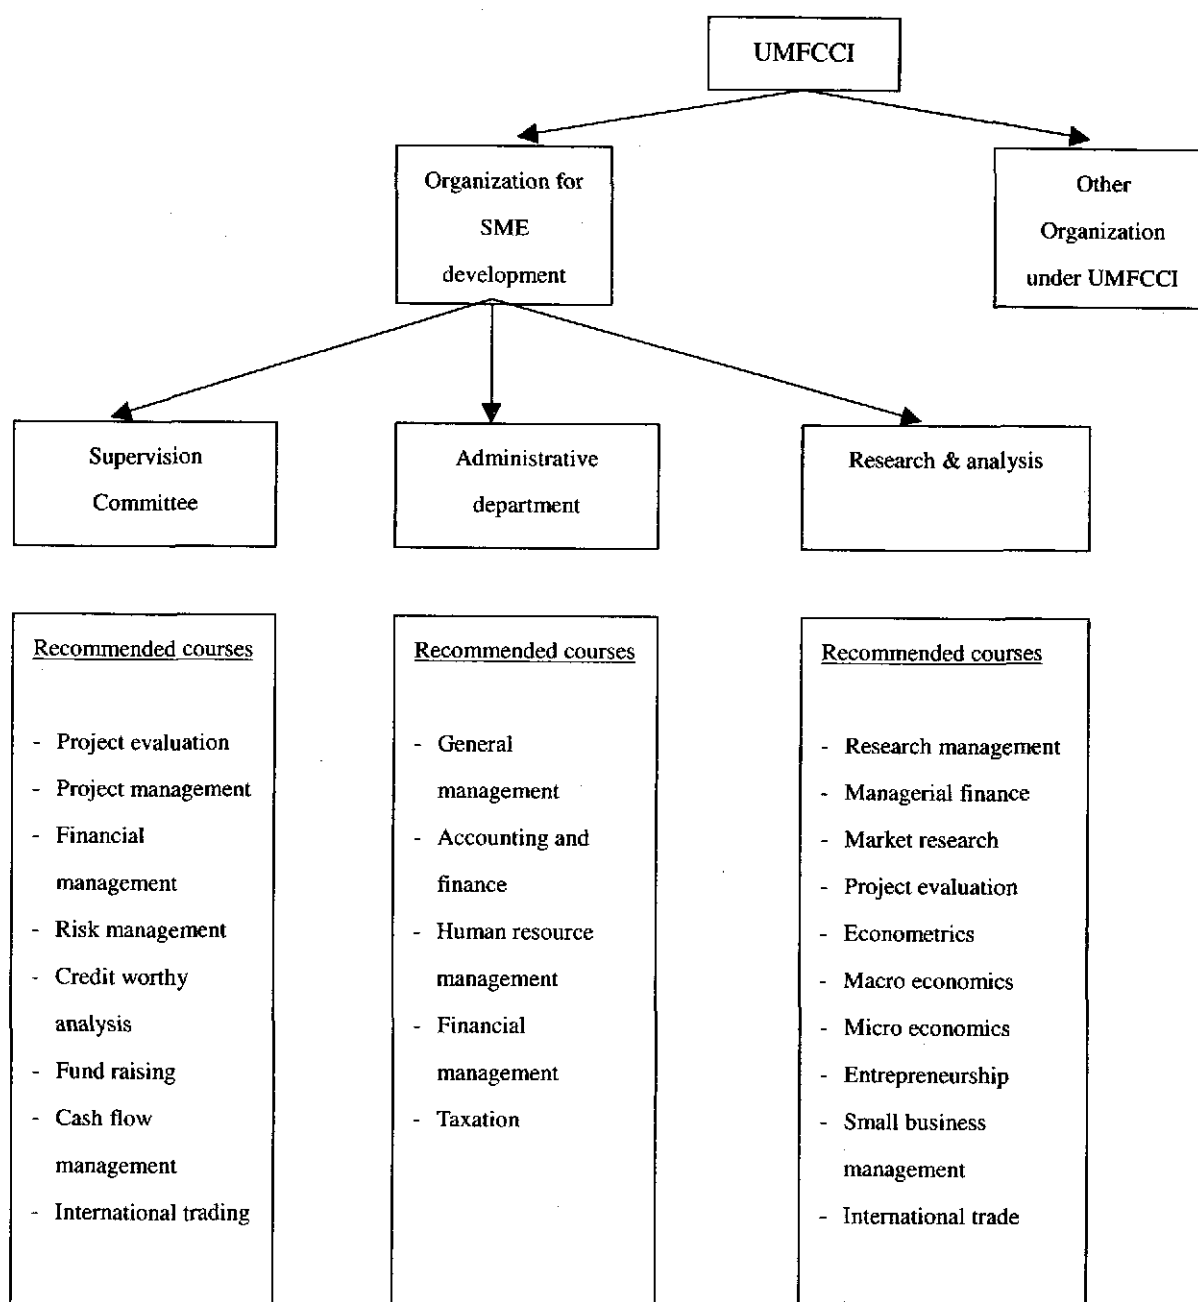 UMFCCI
Organization for
SME
development
Other
Organization
under UMFCCI
Supervision
Committee
Administrative
department
Research & analysis
Recommended courses
- Project evaluation
- Project management
- Financial
management
- Risk management
- Credit worthy
analysis
- Fund raising
- Cash flow
management
- International trading
Recommended courses
- General
management
- Accounting and
finance
- Human resource
management
- Financial
management
- Taxation
Recommended courses
- Research management
- Managerial finance
- Market research
- Project evaluation
- Econometrics
- Macro economics
- Micro economics
- Entrepreneurship
- Small business
management
- International trade